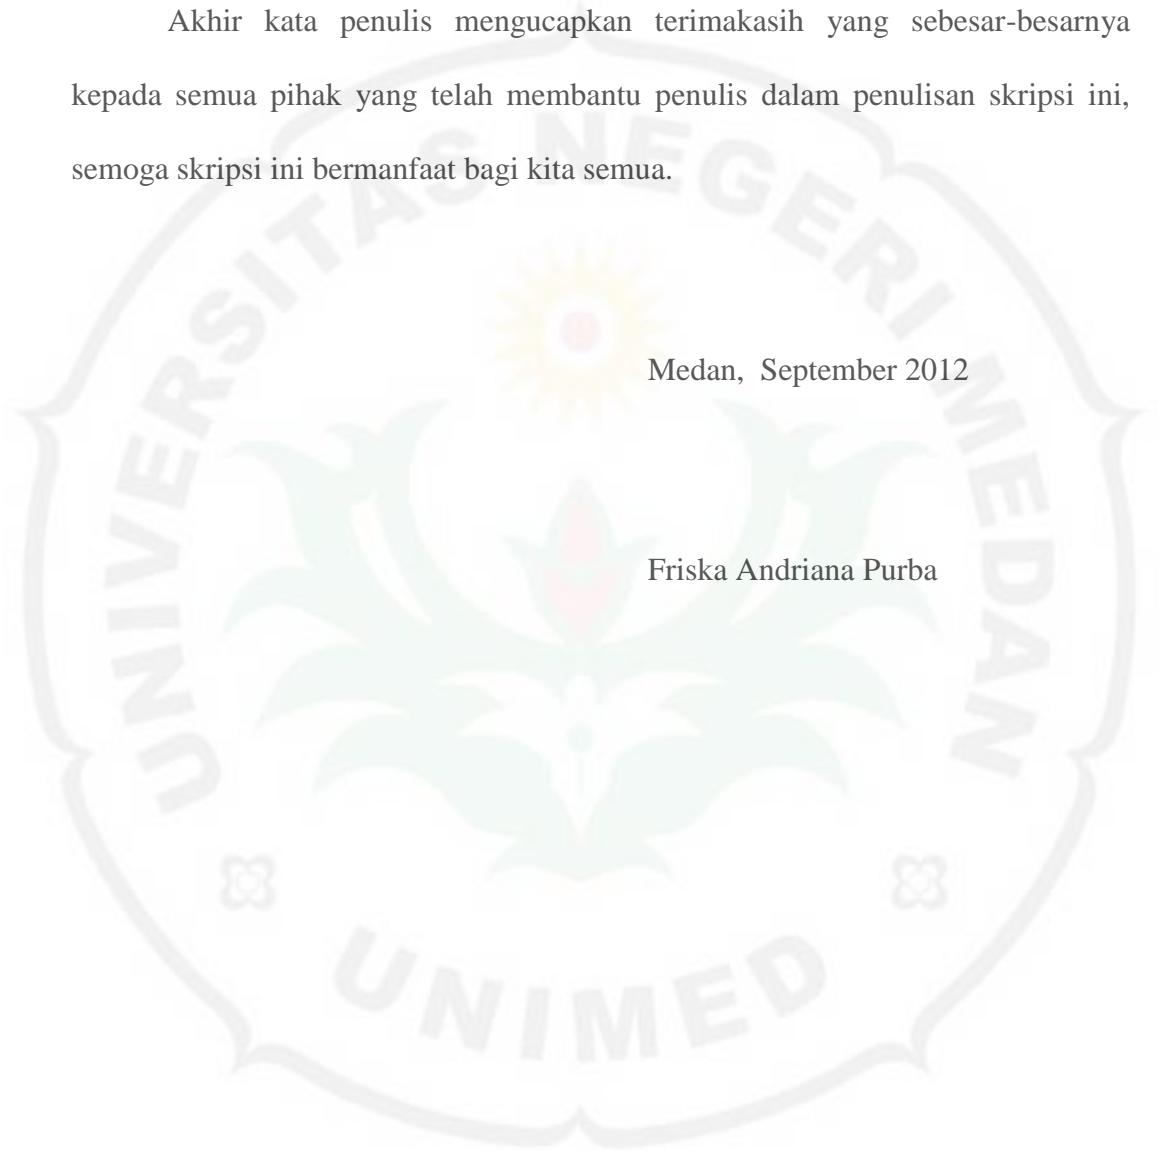 Akhir kata penulis mengucapkan terimakasih yang sebesar-besarnya
kepada semua pihak yang telah membantu penulis dalam penulisan skripsi ini,
semoga skripsi ini bermanfaat bagi kita semua.
UNIVERSITAS NEGERI MEDAN
Medan,  September 2012
Friska Andriana Purba
UNIMED